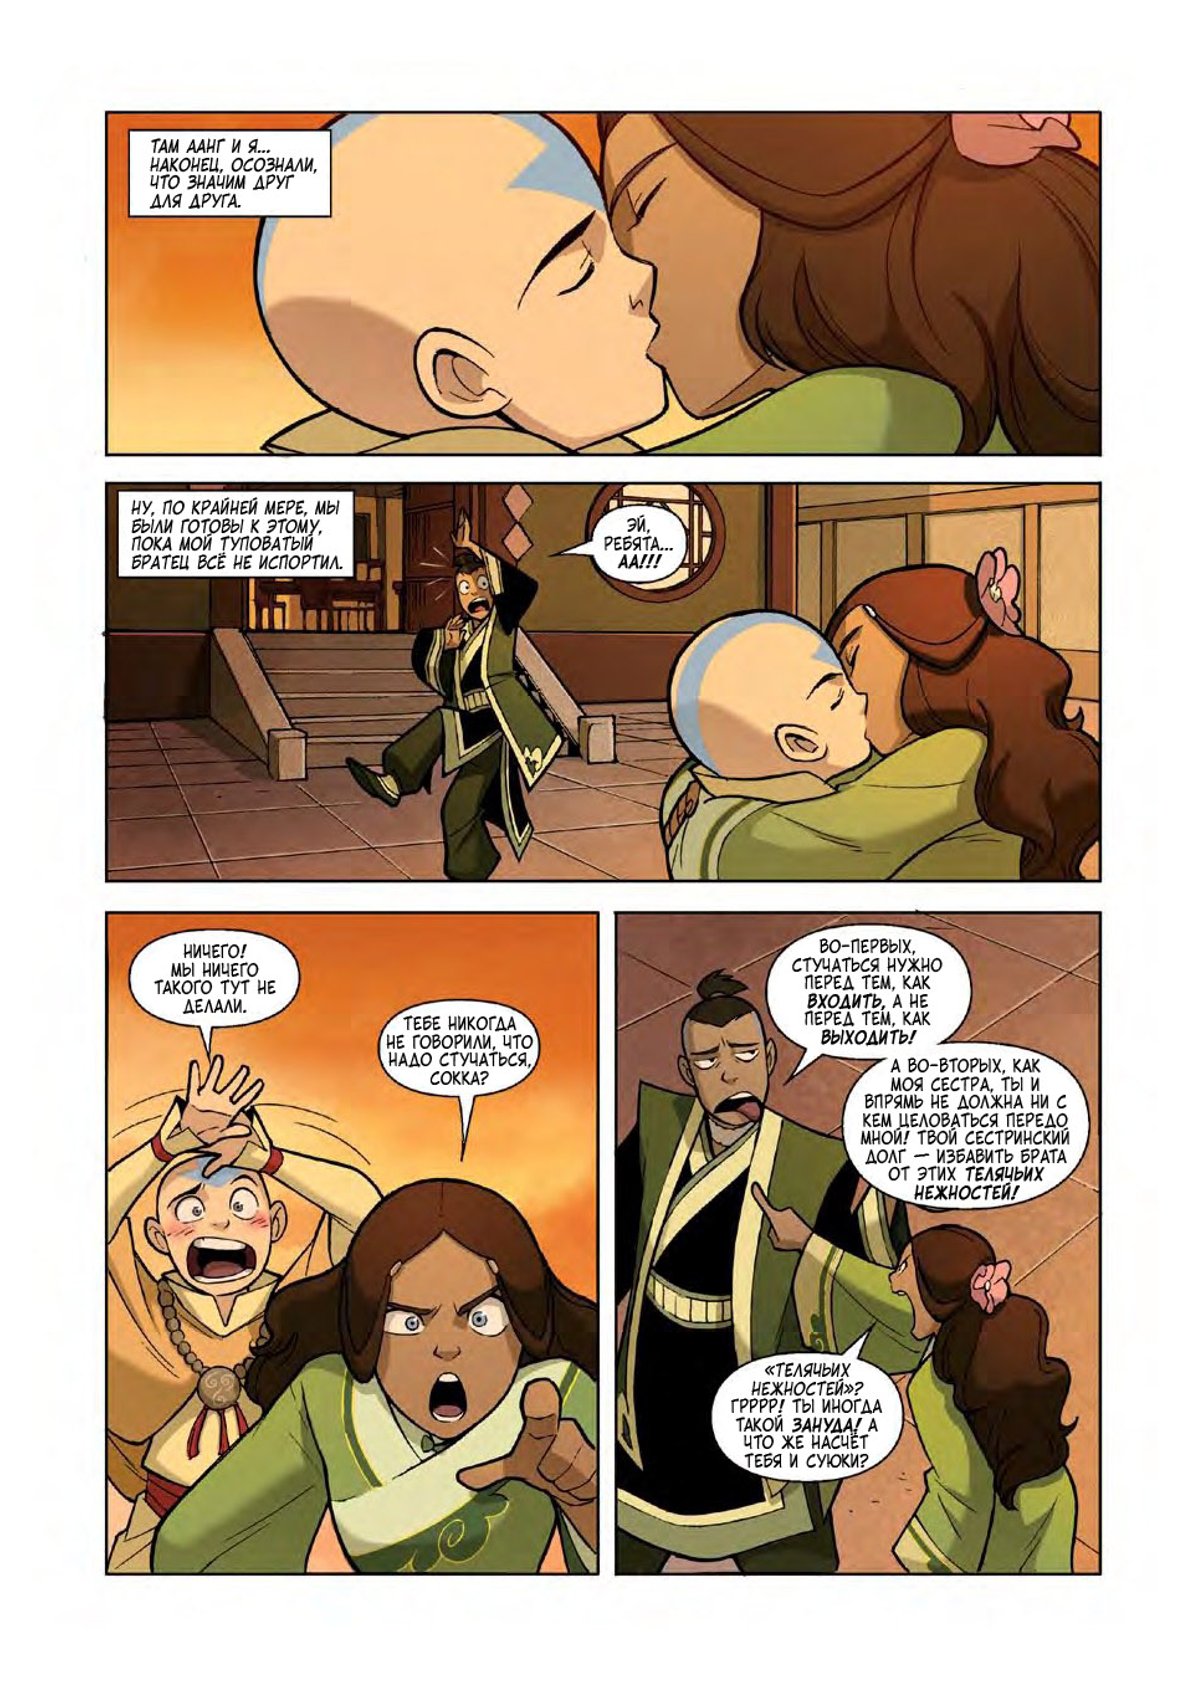 ТАМ ААНГ И Я...
НАКОНЕЦ, ОСОЗНАЛИ,
ЧТО ЗНАЧИМ ДРУГ
ДЛЯ ДРУГА.
НУ, ПО КРАЙНЕЙ МЕРЕ, МЫ
БЫЛИ ГОТОВЫ К ЭТОМУ,
ПОКА МОЙ ТУПОВАТЫЙ
БРАТЕЦ ВСЁ НЕ ИСПОРТИЛ.
ЭЙ,
РЕБЯТА...
АА!!!
НИЧЕГО!
МЫ НИЧЕГО
ТАКОГО ТУТ НЕ
ДЕЛАЛИ.
ТЕБЕ НИКОГДА
НЕ ГОВОРИЛИ, ЧТО
НАДО СТУЧАТЬСЯ,
СОККА?
ВО-ПЕРВЫХ,
СТУЧАТЬСЯ НУЖНО
ПЕРЕД ТЕМ, КАК
ВХОДИТЬ, А НЕ
ПЕРЕД ТЕМ, КАК
ВЫХОДИТЬ!
А ВО-ВТОРЫХ, КАК
МОЯ СЕСТРА, ТЫ И
ВПРЯМЬ НЕ ДОЛЖНА НИ С
КЕМ ЦЕЛОВАТЬСЯ ПЕРЕДО
МНОЙ! ТВОЙ СЕСТРИНСКИЙ
ДОЛГ — ИЗБАВИТЬ БРАТА
ОТ ЭТИХ ТЕЛЯЧЬИХ
НЕЖНОСТЕЙ!
«ТЕЛЯЧЬИХ
НЕЖНОСТЕЙ»?
ГРРРР! ТЫ ИНОГДА
ТАКОЙ ЗАНУДА! А
ЧТО ЖЕ НАСЧЁТ
ТЕБЯ И СУЮКИ?